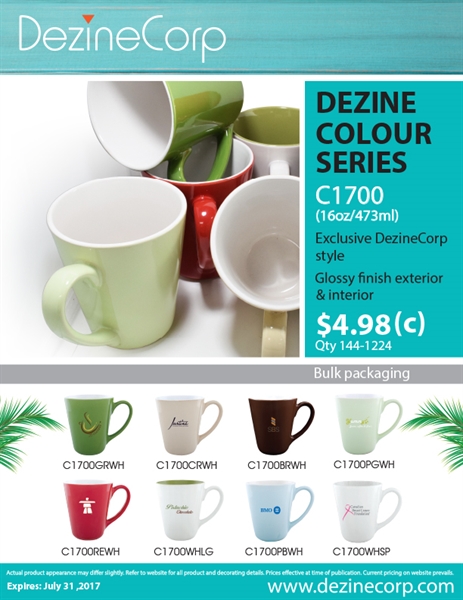 DezineCorp
DEZINE
COLOUR
SERIES
C1700
(16oz/473ml)
Exclusive DezineCorp
style
Glossy finish exterior
& interior
$4.98(c)
Qty 144-1224
Bulk packaging
C1700GRWH
C1700CRWH
C1700BRWH
C1700PGWH
C1700REWH
C1700WHLG
C1700PBWH
C1700WHSP
Actual product appearance may differ slightly. Refer to website for all product and decorating details. Prices effective at time of publication. Current pricing on website prevails.
Expires: July 31 ,2017
www.dezinecorp.com